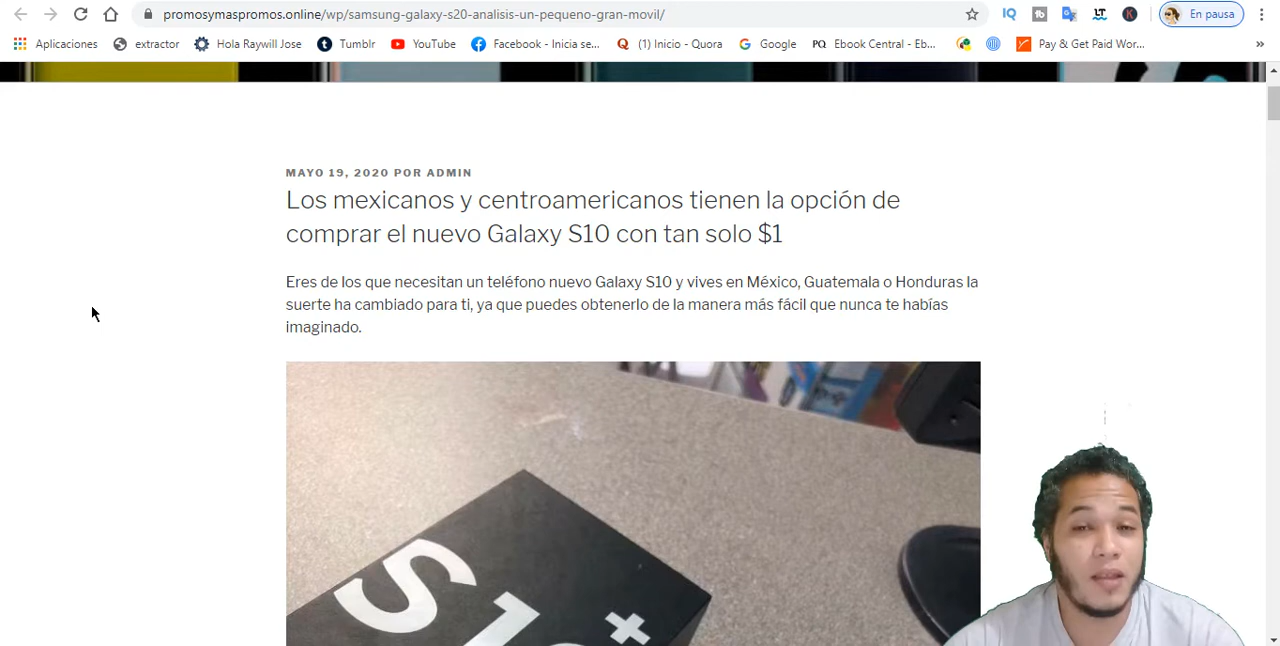 promosymaspromos.online/wp/samsung-galaxy-s20-analisis-un-pequeno-gran-movil/
IQ
tb
LT
K
En pausa
Aplicaciones
extractor
Hola Raywill Jose
Tumblr
YouTube
Facebook - Inicia se...
(1) Inicio - Quora
Google
PQ Ebook Central - Eb...
Pay & Get Paid Wor...
»
MAYO 19, 2020 POR ADMIN
Los mexicanos y centroamericanos tienen la opción de
comprar el nuevo Galaxy S10 con tan solo $1
Eres de los que necesitan un teléfono nuevo Galaxy S10 y vives en México, Guatemala o Honduras la
suerte ha cambiado para ti, ya que puedes obtenerlo de la manera más fácil que nunca te habías
imaginado.
S10+